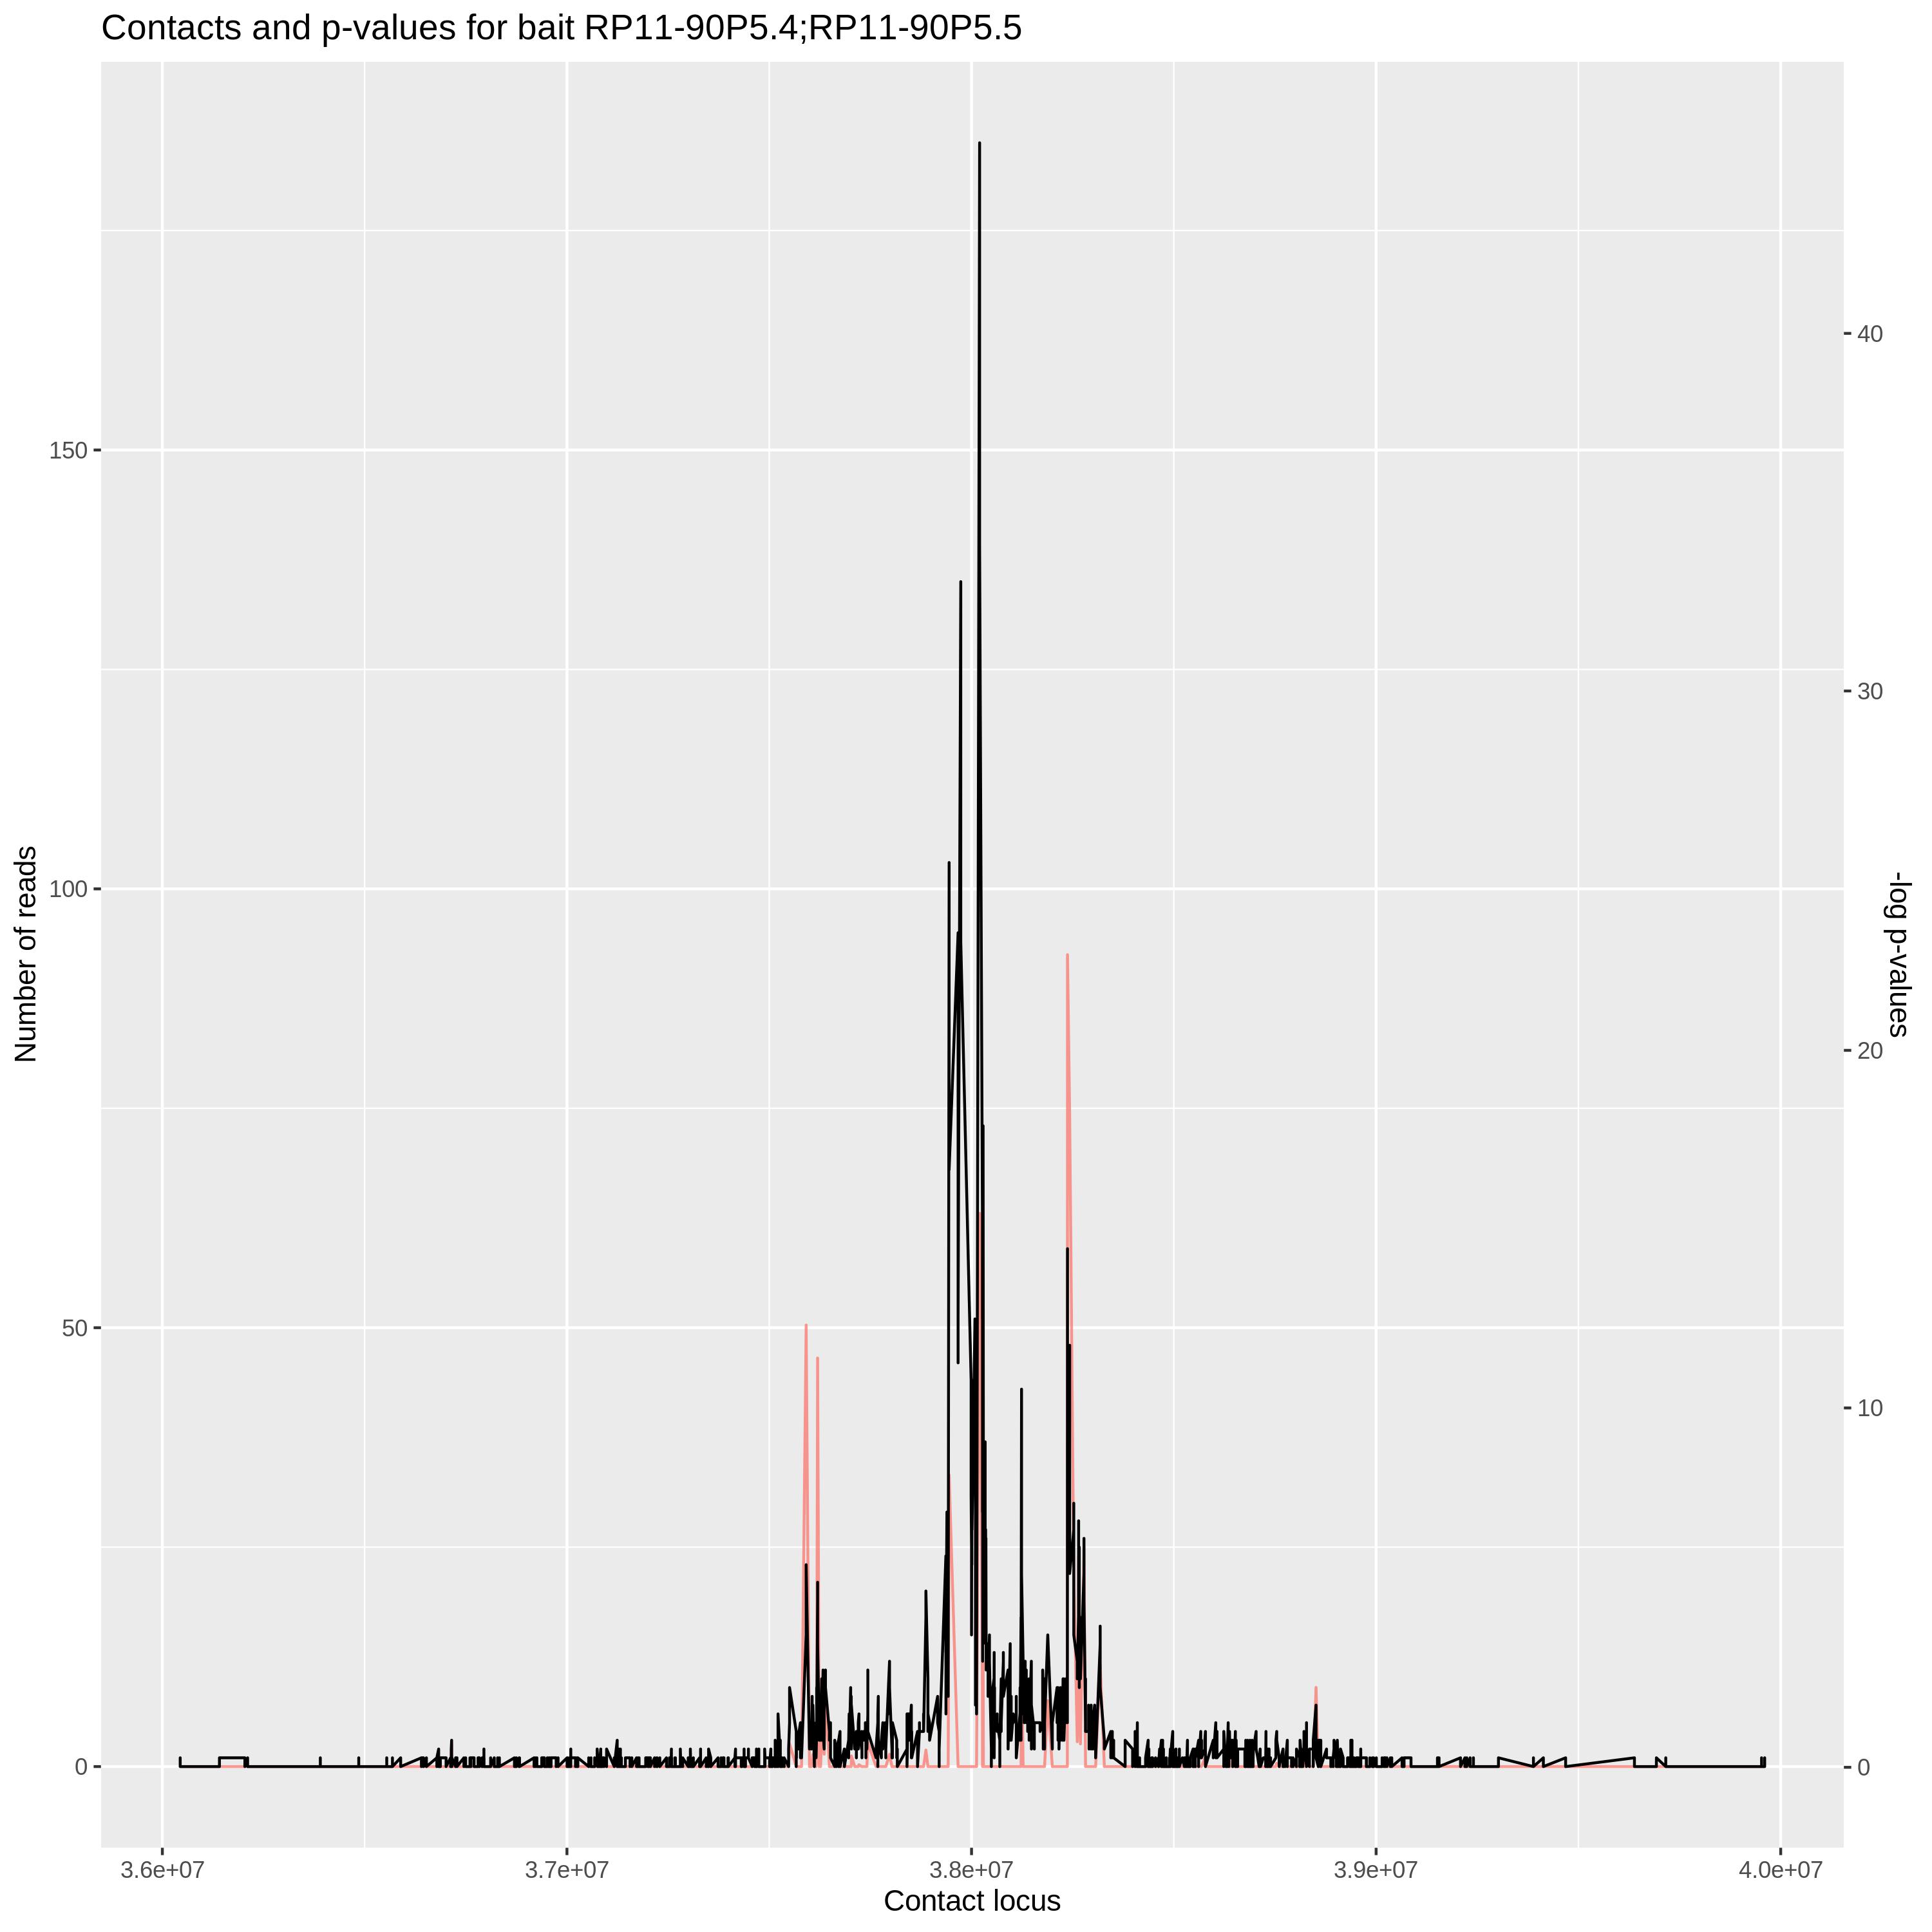 Contacts and p-values for bait RP11-90P5.4;RP11-90P5.5
Number of reads
150
100
50
0
40
30
20
10
0
-log p-values
3.6e+07
3.7e+07
3.8e+07
3.9e+07
4.0e+07
Contact locus